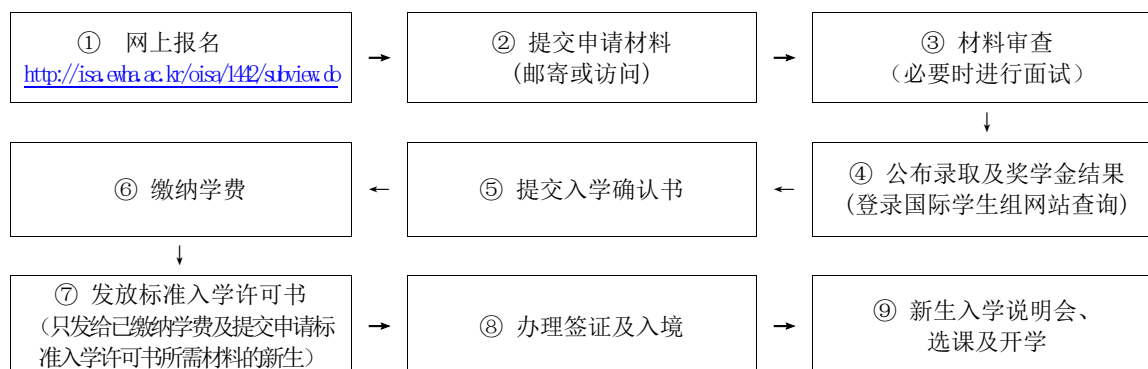 ① 网上报名
http://isa.ewha.ac.kr/oisa/1442/subview.do
→
② 提交申请材料
(邮寄或访问)
→
③ 材料审查
（必要时进行面试）
↓
④ 公布录取及奖学金结果
(登录国际学生组网站查询)
←
⑤ 提交入学确认书
←
⑥ 缴纳学费
↓
⑦ 发放标准入学许可书
（只发给已缴纳学费及提交申请标
准入学许可书所需材料的新生）
→
⑧ 办理签证及入境
→
⑨ 新生入学说明会、
选课及开学